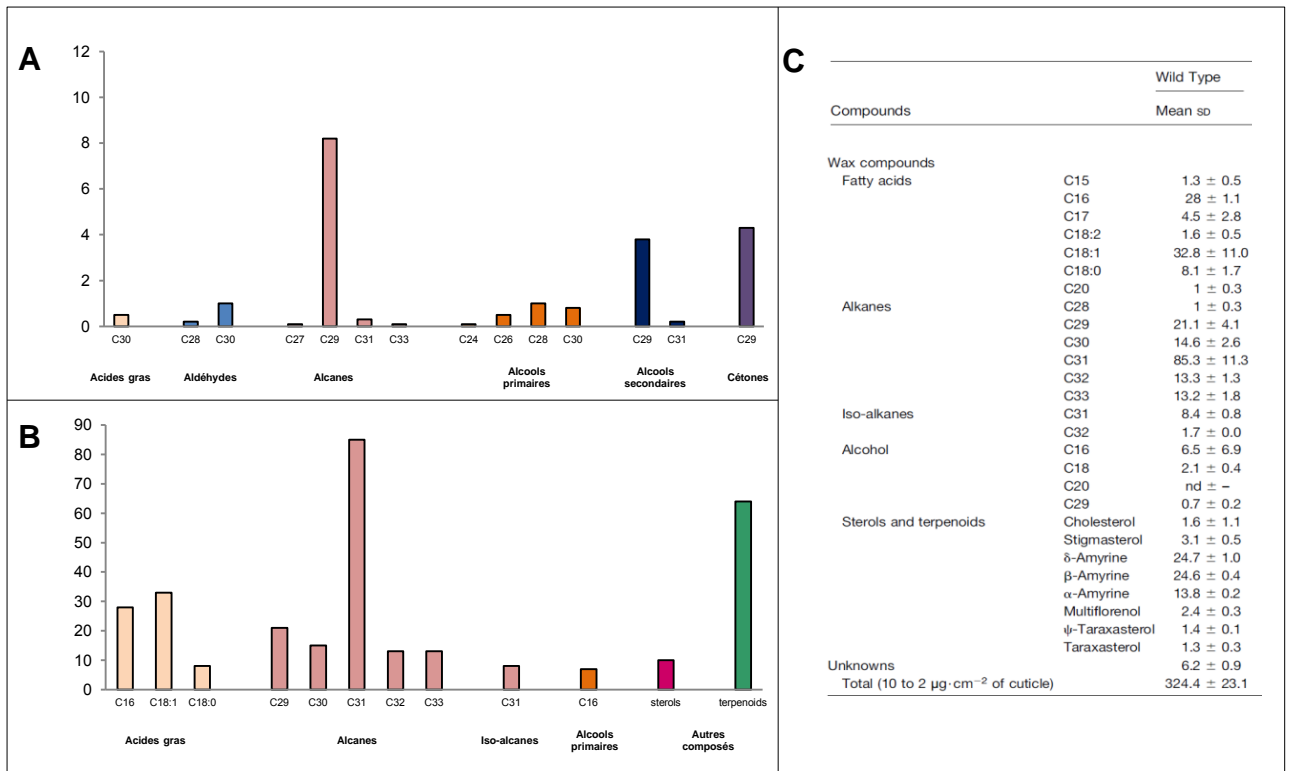 A
12
10
8
6
4
2
0
C30 C28 C30 C27 C29 C31 C33 C24 C26 C28 C30 C29 C31 C29
Acides gras Aldéhydes Alcanes Alcools primaires Alcools secondaires Cétones
B
90
80
70
60
50
40
30
20
10
0
C16 C18:1 C18:0 C29 C30 C31 C32 C33 C31 C16 sterols terpenoids
Acides gras Alcanes Iso-alcanes Alcools primaires Autres composés
C
Wild Type
Compounds Mean SD
Wax compounds
Fatty acids C15 1.3 ± 0.5
C16 28 ± 1.1
C17 4.5 ± 2.8
C18:2 1.6 ± 0.5
C18:1 32.8 ± 11.0
C18:0 8.1 ± 1.7
C20 1 ± 0.3
Alkanes C28 1 ± 0.3
C29 21.1 ± 4.1
C30 14.6 ± 2.6
C31 85.3 ± 11.3
C32 13.3 ± 1.3
C33 13.2 ± 1.8
Iso-alkanes C31 8.4 ± 0.8
C32 1.7 ± 0.0
Alcohol C16 6.5 ± 6.9
C18 2.1 ± 0.4
C20 nd ± –
C29 0.7 ± 0.2
Sterols and terpenoids Cholesterol 1.6 ± 1.1
Stigmasterol 3.1 ± 0.5
δ-Amyrine 24.7 ± 1.0
β-Amyrine 24.6 ± 0.4
α-Amyrine 13.8 ± 0.2
Multiflorenol 2.4 ± 0.3
ψ-Taraxasterol 1.4 ± 0.1
Taraxasterol 1.3 ± 0.3
Unknowns 6.2 ± 0.9
Total (10 to 2 μg·cm⁻² of cuticle) 324.4 ± 23.1